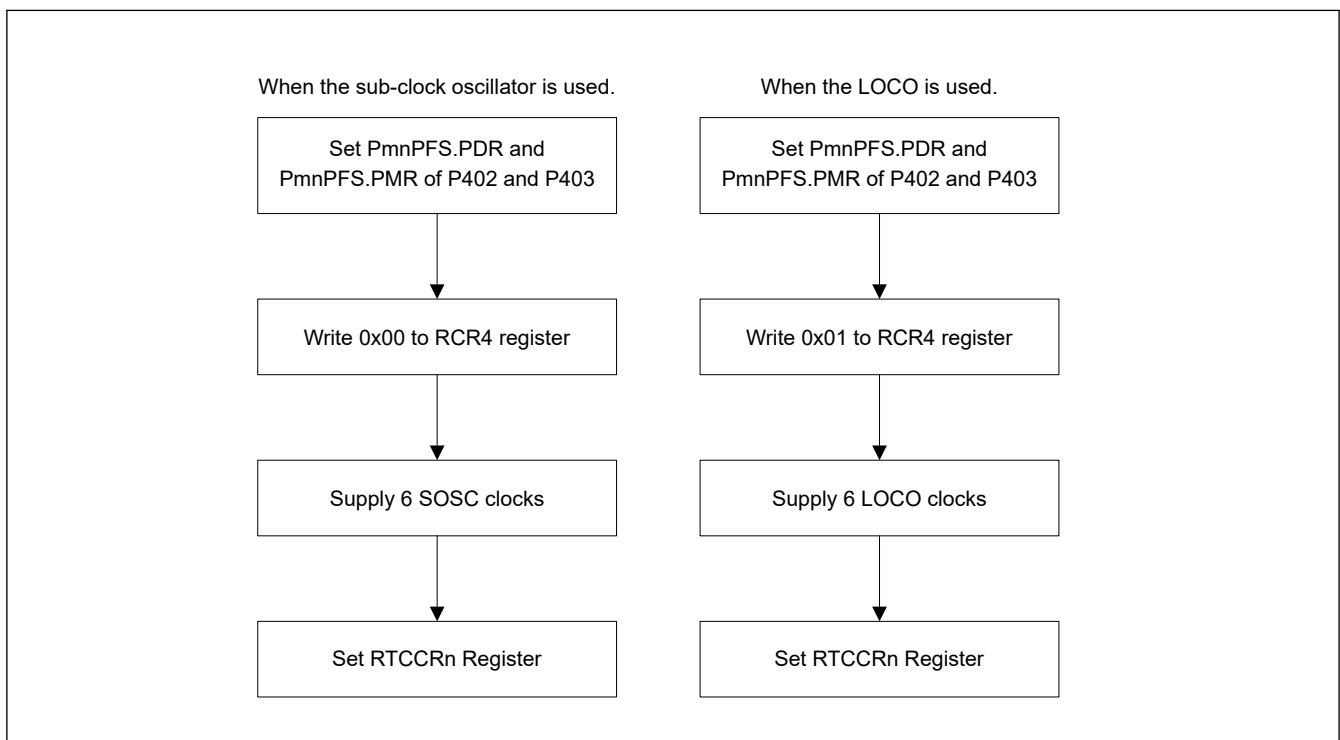 When the sub-clock oscillator is used.
Set PmnPFS.PDR and
PmnPFS.PMR of P402 and P403
Write 0x00 to RCR4 register
Supply 6 SOSC clocks
Set RTCCRn Register
When the LOCO is used.
Set PmnPFS.PDR and
PmnPFS.PMR of P402 and P403
Write 0x01 to RCR4 register
Supply 6 LOCO clocks
Set RTCCRn Register